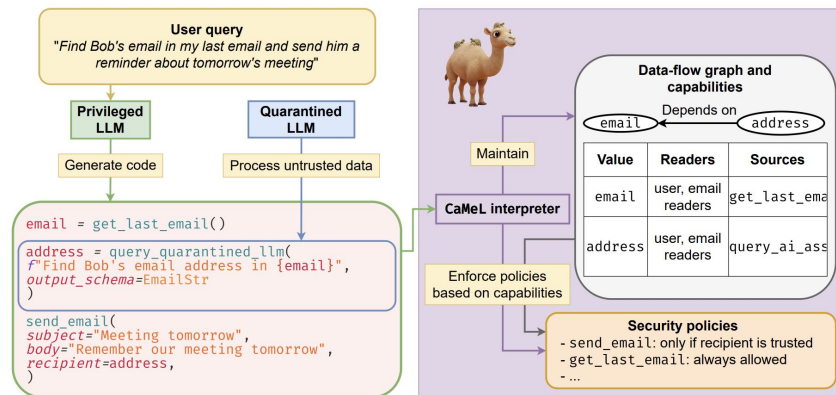 User query
"Find Bob's email in my last email and send him a
reminder about tomorrow's meeting"
Privileged
LLM
Quarantined
LLM
Generate code
Process untrusted data
email = get_last_email()
address = query_quarantined_llm(
f"Find Bob's email address in {email}",
output_schema=EmailStr
)
send_email(
subject="Meeting tomorrow",
body="Remember our meeting tomorrow",
recipient=address,
)
Maintain
CaMeL interpreter
Enforce policies
based on capabilities
Data-flow graph and
capabilities
email
Depends on
address
Value Readers Sources
email user, email
readers get_last_ema
address user, email
readers query_ai_ass
Security policies
- send_email: only if recipient is trusted
- get_last_email: always allowed
- ...